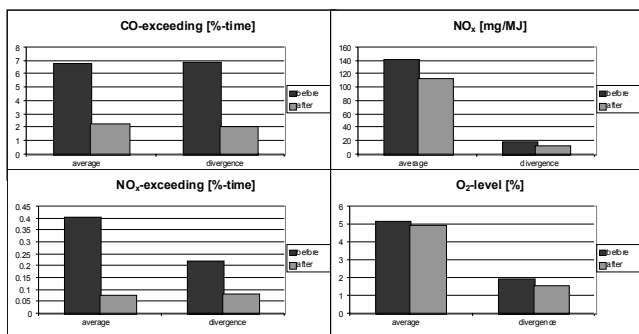 CO-exceeding [%-time]
8
7
6
5
4
3
2
1
0
average divergence
before
after
NOx [mg/MJ]
160
140
120
100
80
60
40
20
0
average divergence
before
after
NOx-exceeding [%-time]
0.45
0.4
0.35
0.3
0.25
0.2
0.15
0.1
0.05
0
average divergence
before
after
O2-level [%]
6
5
4
3
2
1
0
average divergence
before
after